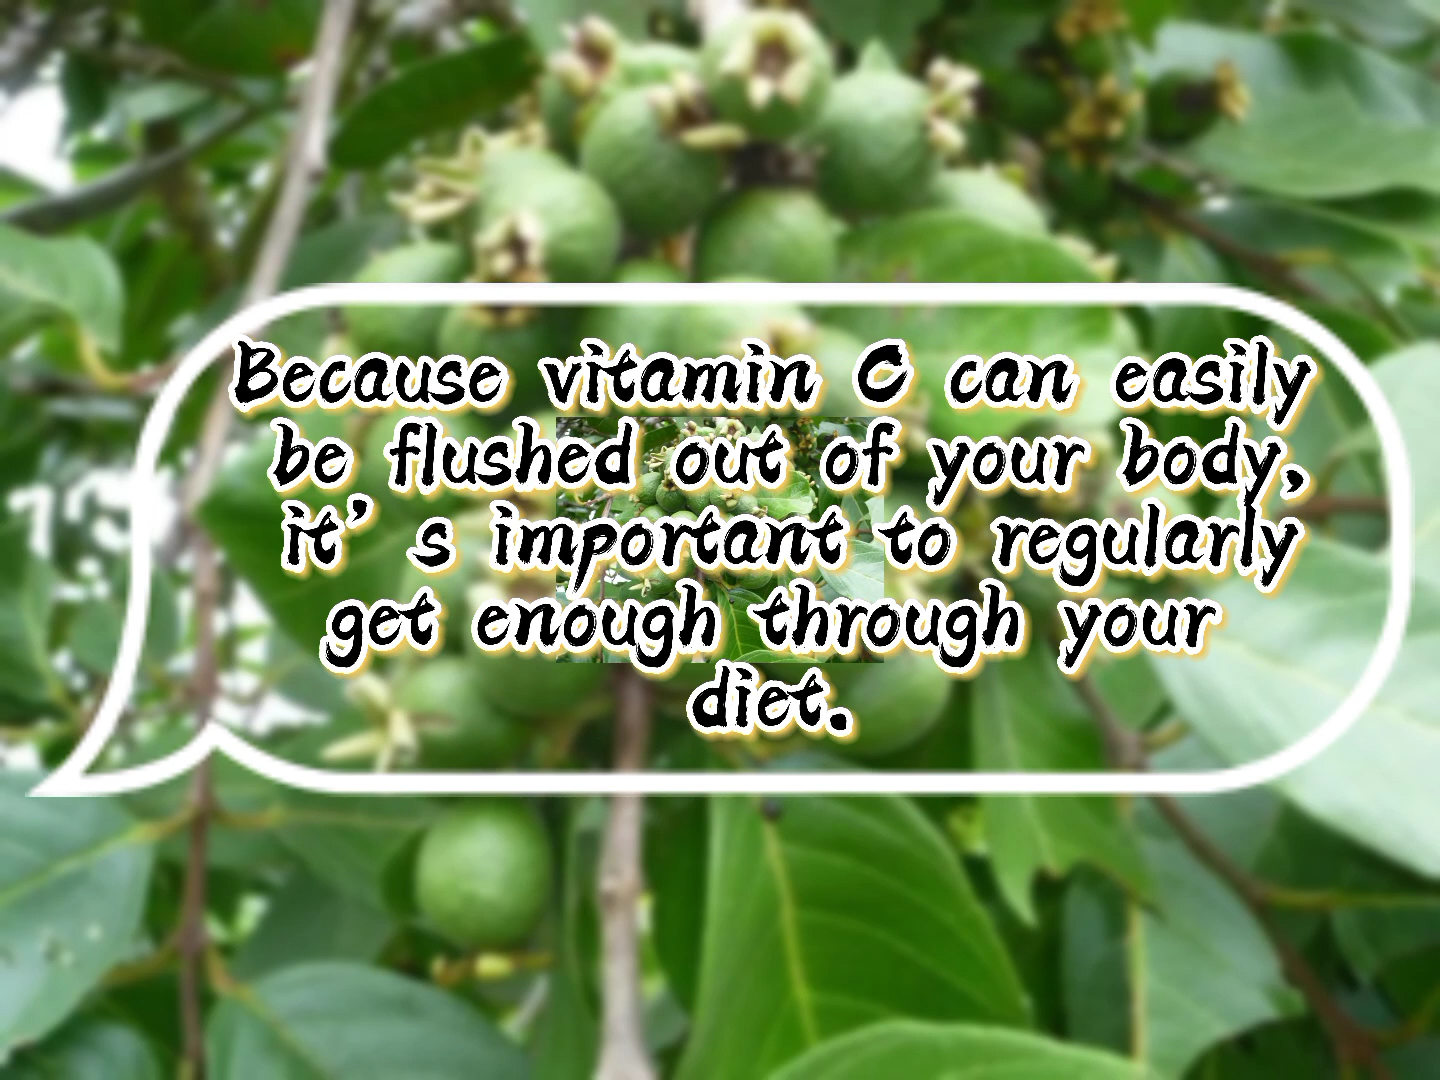 Because vitamin C can easily
be flushed out of your body,
it’s important to regularly
get enough through your
diet.